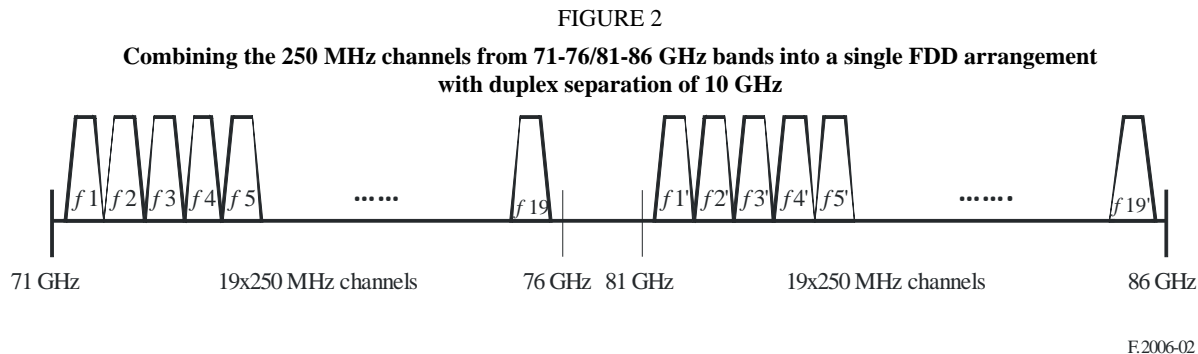 FIGURE 2
Combining the 250 MHz channels from 71-76/81-86 GHz bands into a single FDD arrangement
with duplex separation of 10 GHz
f 1 f 2 f 3 f 4 f 5 ...... f 19 f 1' f 2' f 3' f 4' f 5' ....... f 19'
71 GHz 19x250 MHz channels 76 GHz 81 GHz 19x250 MHz channels 86 GHz
F.2006-02